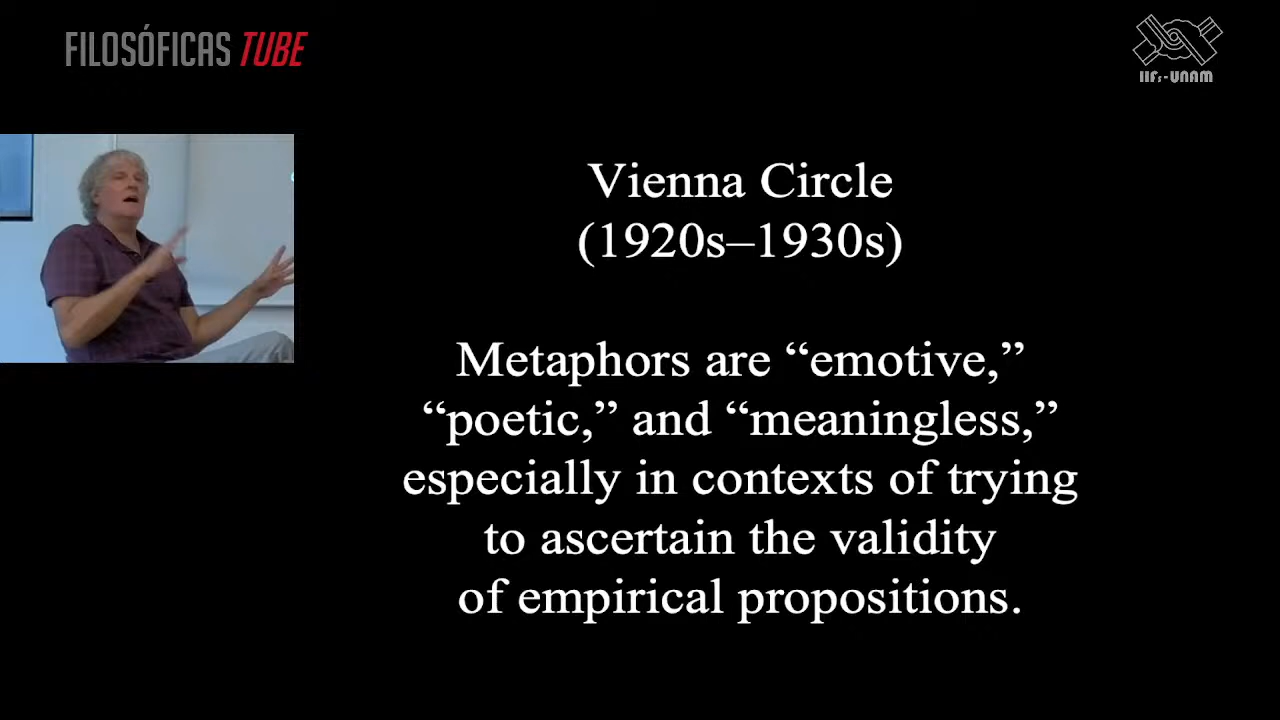 FILOSÓFICAS TUBE
IIFs-UNAM
Vienna Circle
(1920s–1930s)
Metaphors are “emotive,”
“poetic,” and “meaningless,”
especially in contexts of trying
to ascertain the validity
of empirical propositions.